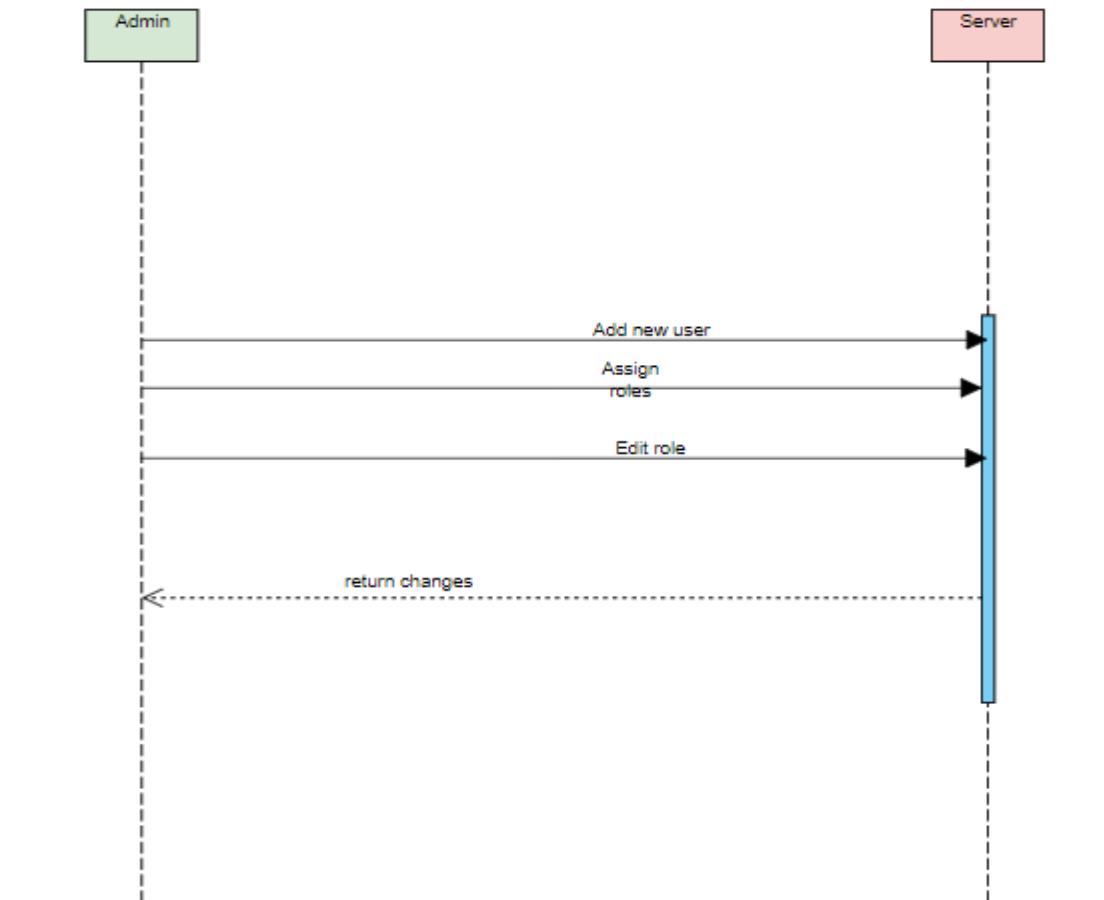 Admin
Server
Add new user
Assign
roles
Edit role
return changes